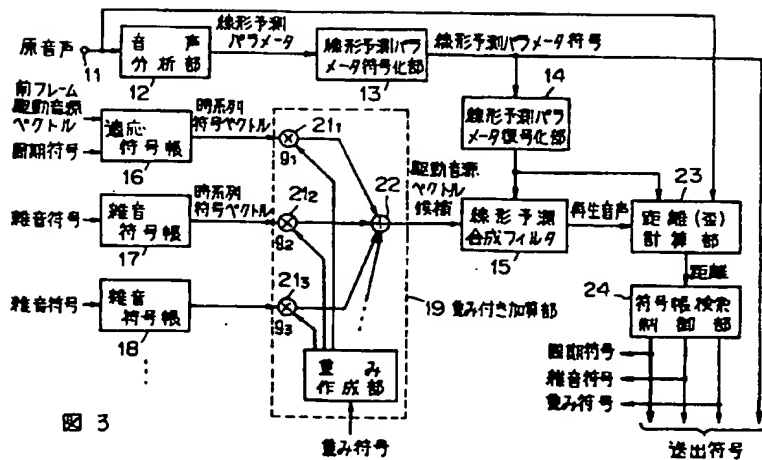 原音声
11
音声
分析部
12
線形予測
パラメータ
線形予測パラ
メータ符号化部
13
線形予測パラメータ符号
14
線形予測パラ
メータ復号化部
前フレーム
駆動音源
ベクトル
周期符号
適応
符号帳
16
時系列
符号ベクトル
21₁
g₁
雑音符号
雑音
符号帳
17
時系列
符号ベクトル
21₂
g₂
22
駆動音源
ベクトル
候補
線形予測
合成フィルタ
15
再生音声
23
距離(歪)
計算部
距離
雑音符号
雑音
符号帳
18
21₃
g₃
19 重み付き加算部
重み
作成部
重み符号
24
符号帳検索
制御部
周期符号
雑音符号
重み符号
送出符号
図 3